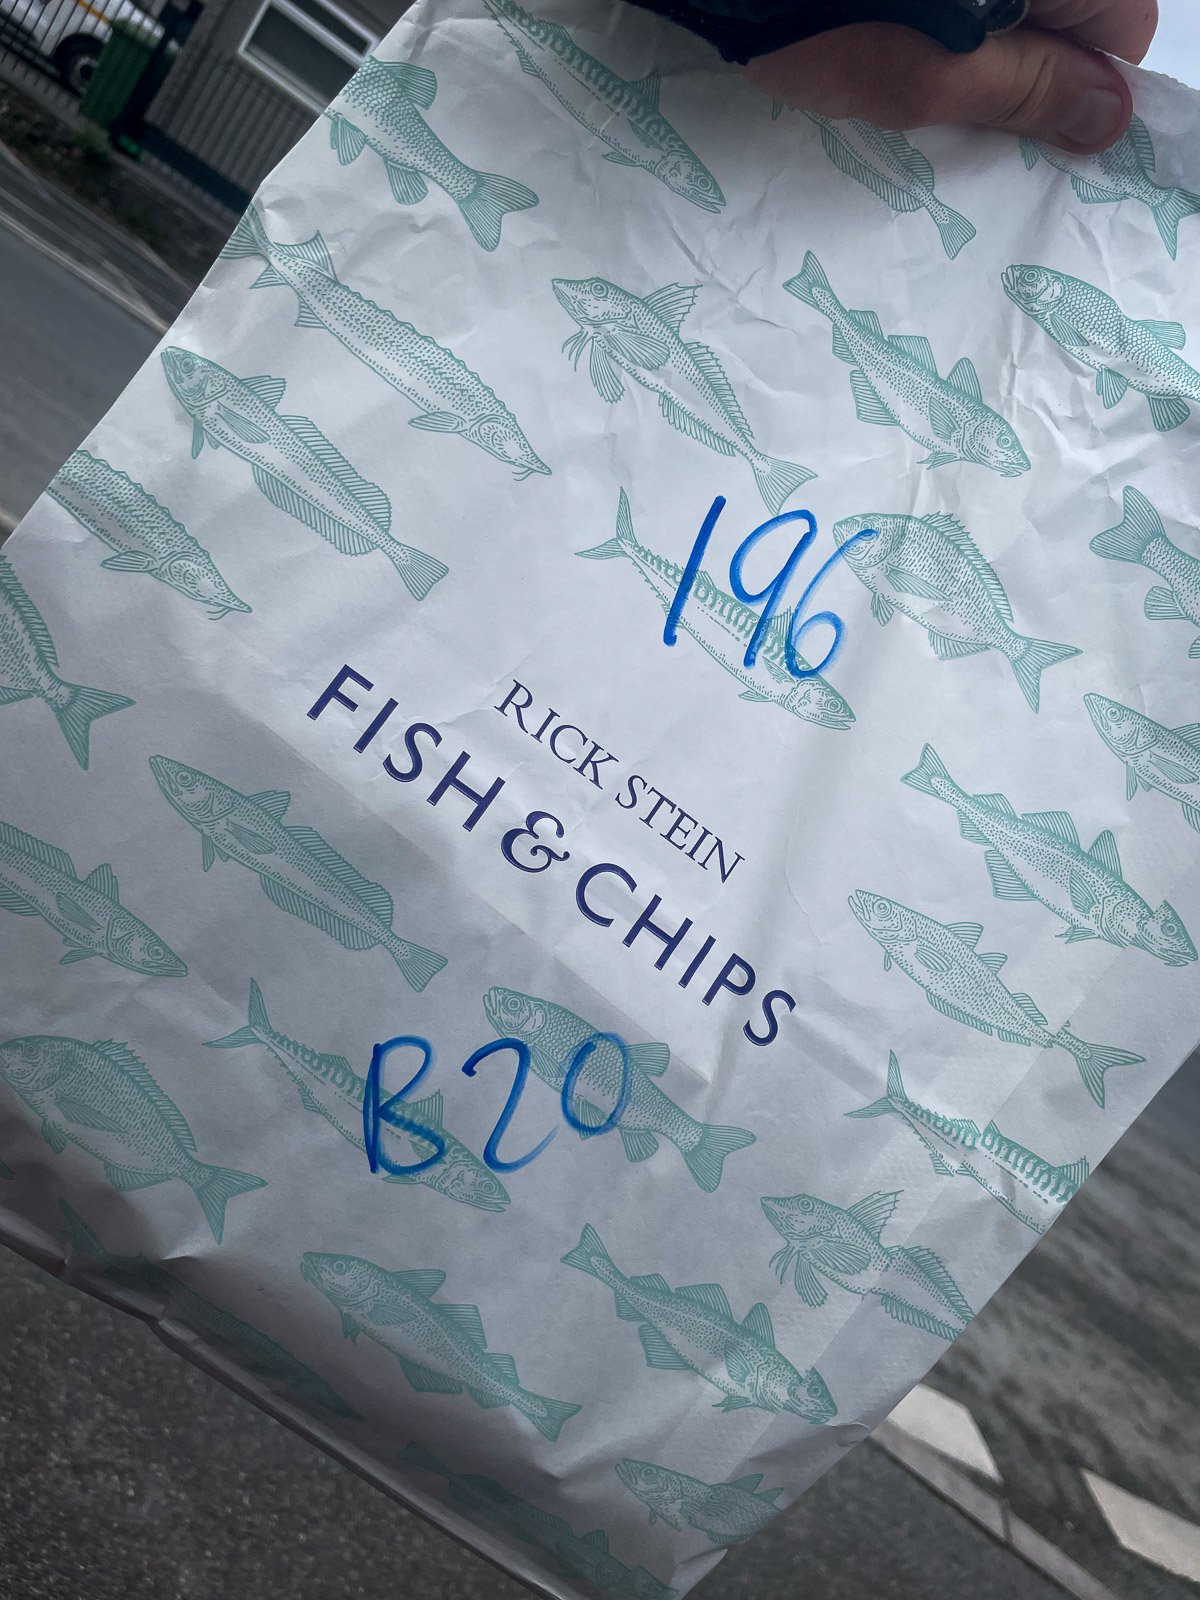 196
RICK STEIN
FISH & CHIPS
B20